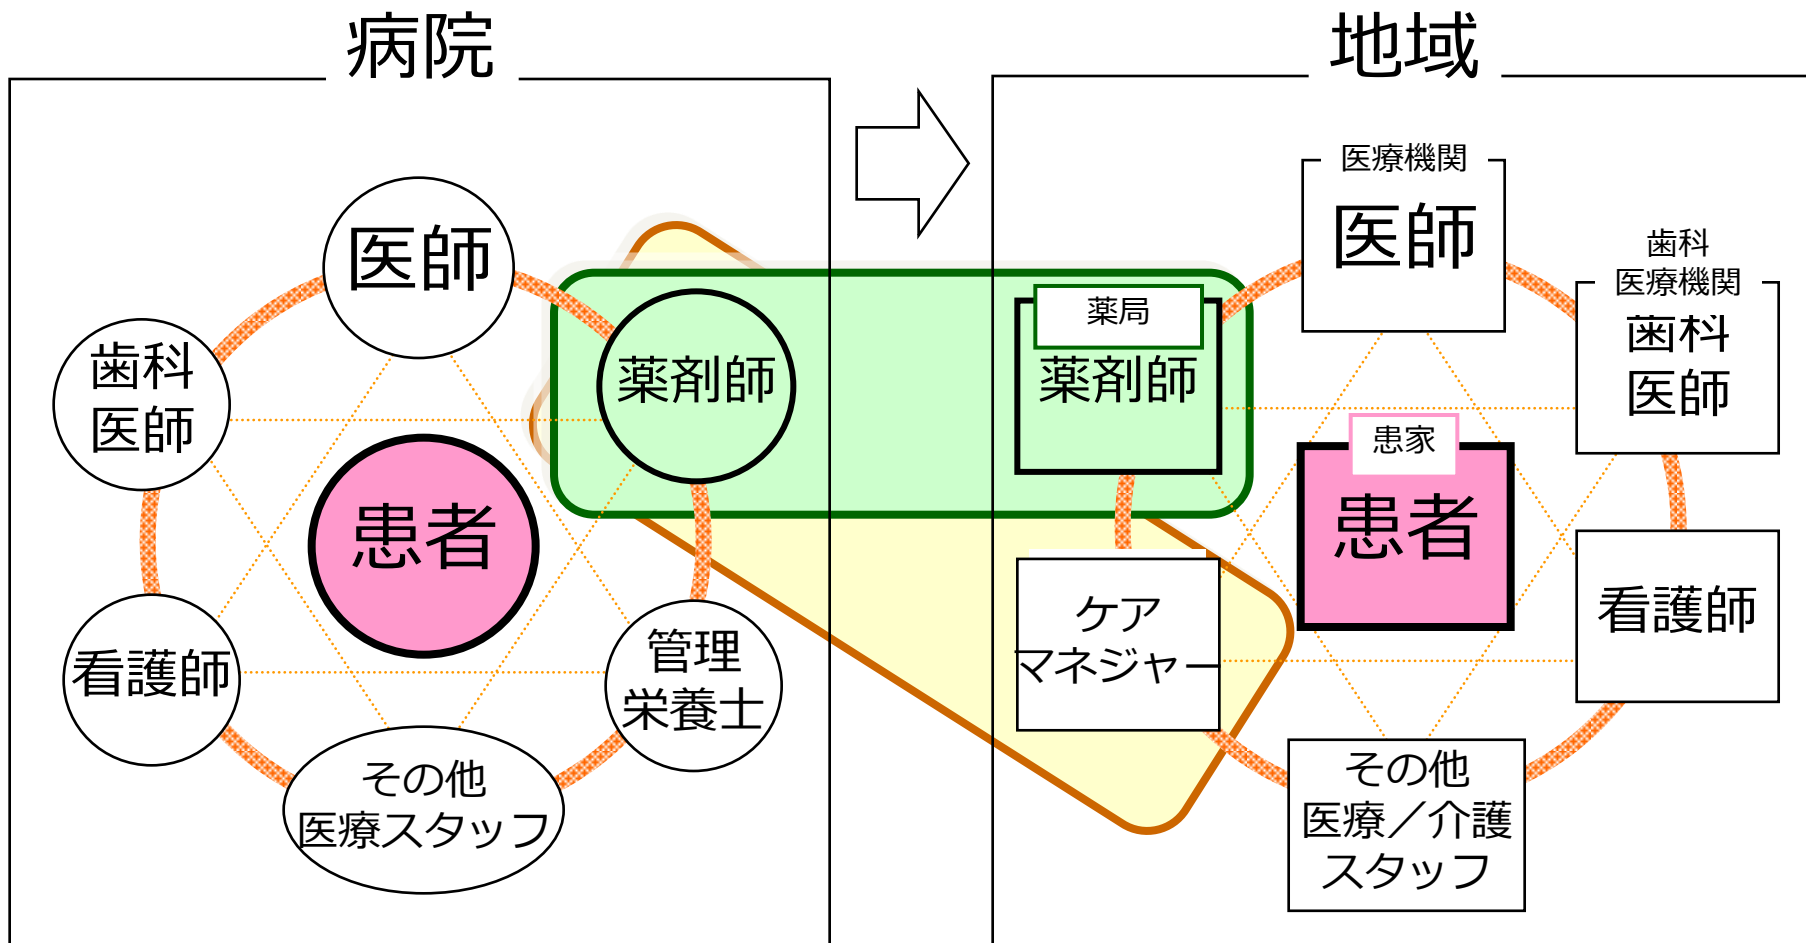 病院
地域
医師
歯科
医師
薬剤師
患者
看護師
管理
栄養士
その他
医療スタッフ
医療機関
医師
歯科
医療機関
歯科
医師
薬局
薬剤師
患家
患者
ケア
マネジャー
看護師
その他
医療／介護
スタッフ